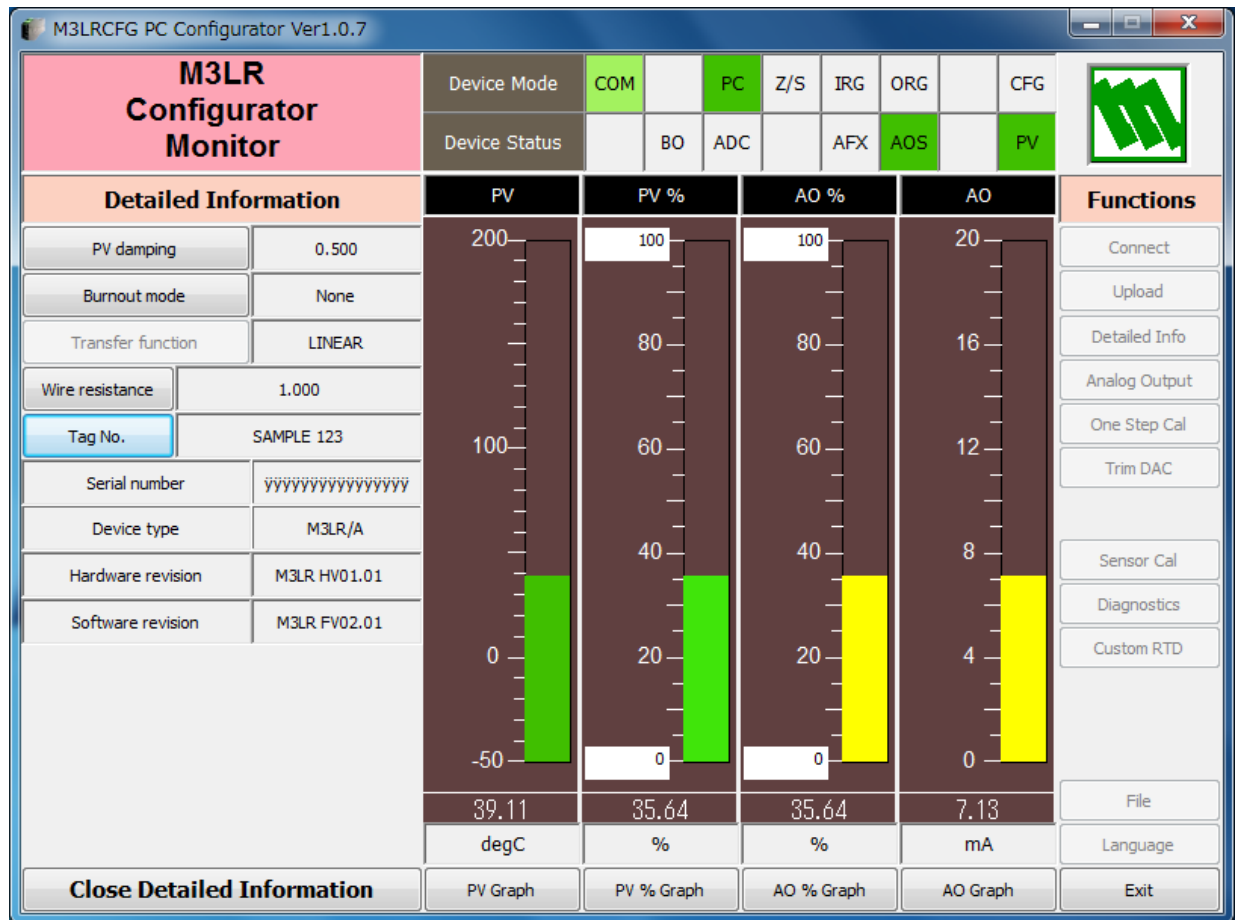 M3LRCFG PC Configurator Ver1.0.7
M3LR
Configurator
Monitor
Device Mode COM PC Z/S IRG ORG CFG
Device Status BO ADC AFX AOS PV
Detailed Information
PV damping 0.500
Burnout mode None
Transfer function LINEAR
Wire resistance 1.000
Tag No. SAMPLE 123
Serial number ÿÿÿÿÿÿÿÿÿÿÿÿÿÿÿÿ
Device type M3LR/A
Hardware revision M3LR HV01.01
Software revision M3LR FV02.01
Close Detailed Information
PV
200
100
0
-50
39.11
degC
PV Graph
PV %
100
80
60
40
20
0
35.64
%
PV % Graph
AO %
100
80
60
40
20
0
35.64
%
AO % Graph
AO
20
16
12
8
4
0
7.13
mA
AO Graph
Functions
Connect
Upload
Detailed Info
Analog Output
One Step Cal
Trim DAC
Sensor Cal
Diagnostics
Custom RTD
File
Language
Exit